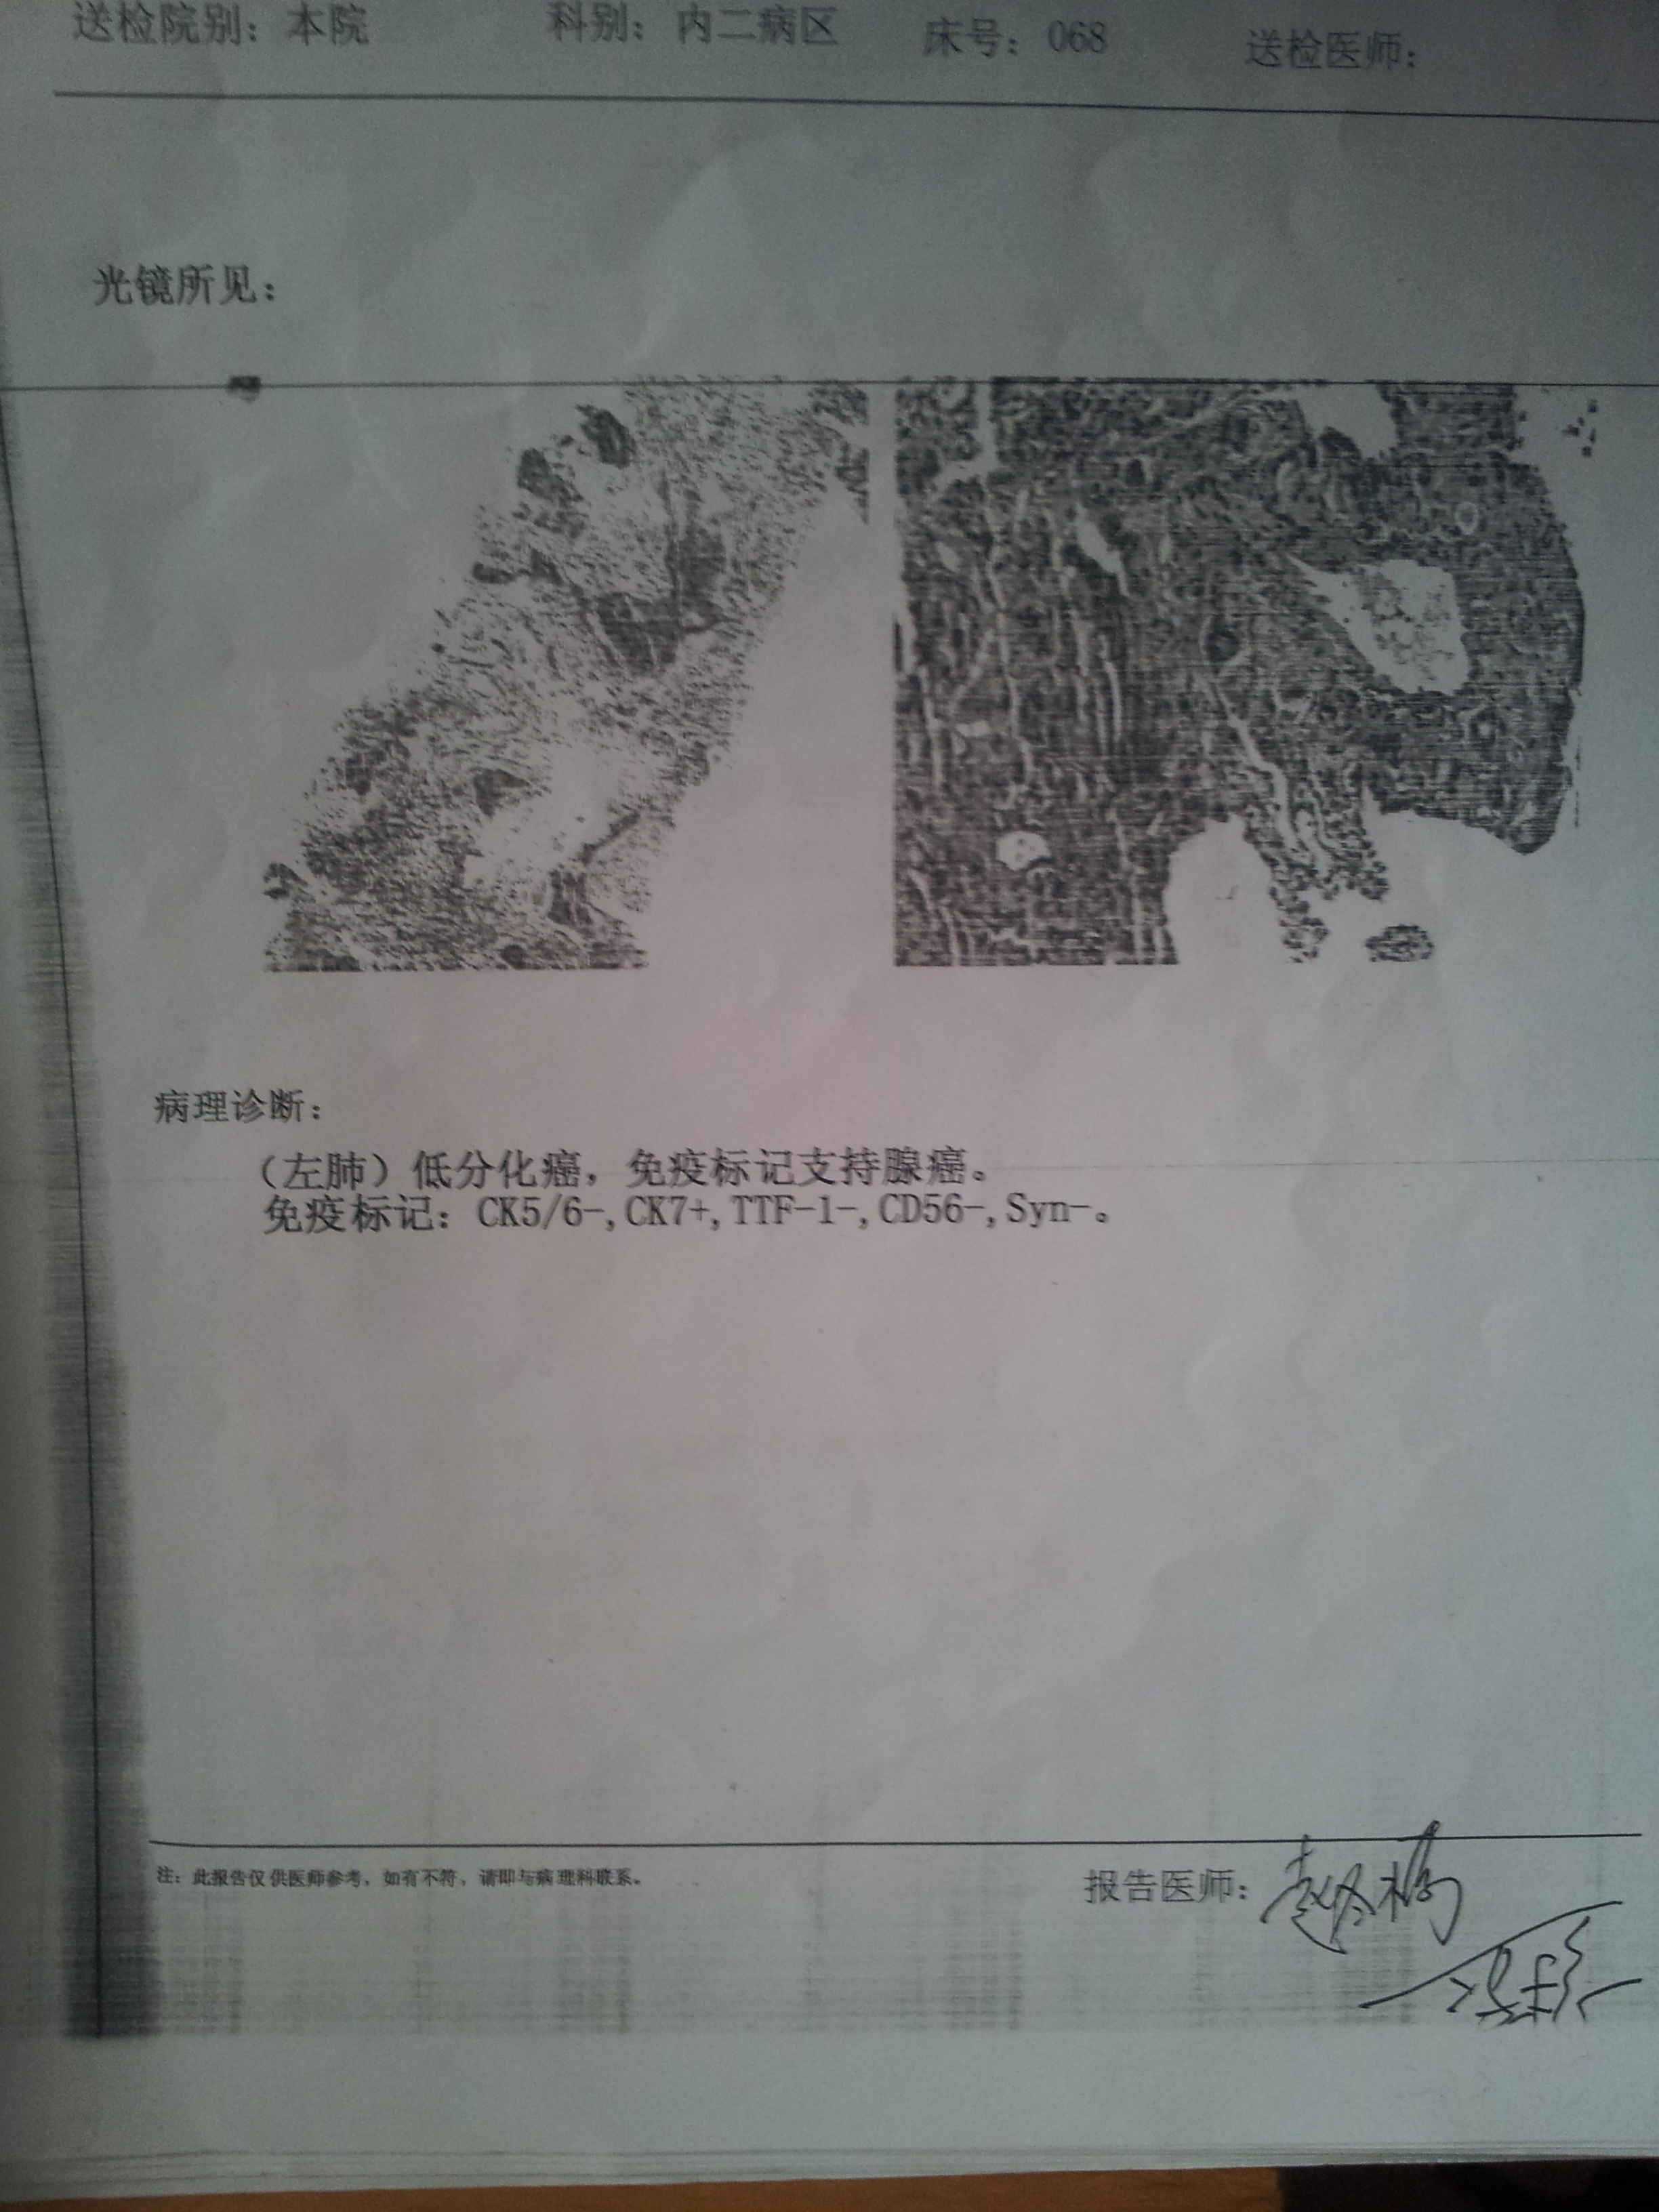 送检院别：本院 科别：内二病区 床号：068 送检医师：
光镜所见：
病理诊断：
（左肺）低分化癌，免疫标记支持腺癌。
免疫标记：CK5/6-,CK7+,TTF-1-,CD56-,Syn-。
注：此报告仅供医师参考，如有不符，请即与病理科联系。
报告医师：